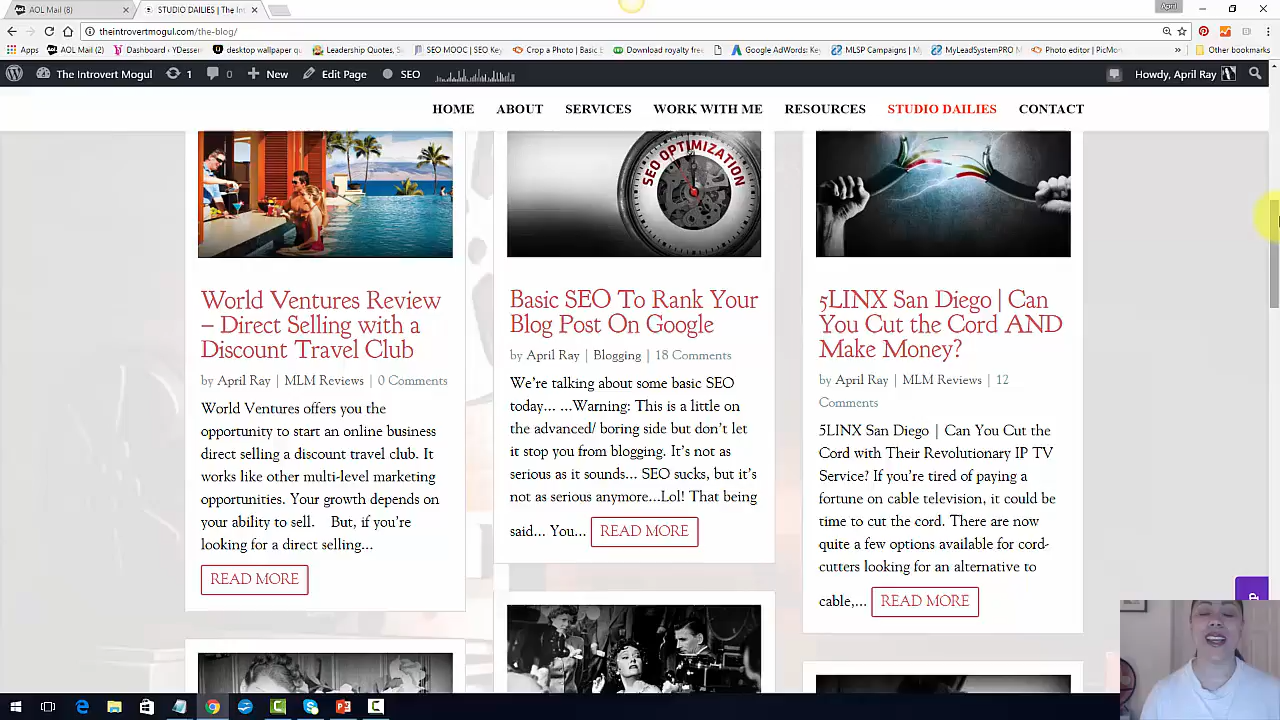 AOL Mail (8)
STUDIO DAILIES | The Int
April
theintrovertmogul.com/the-blog/
Apps
AOL Mail (2)
Dashboard ‹ YDesser
desktop wallpaper qu
Leadership Quotes, S
SEO MOOC | SEO Key
Crop a Photo | Basic E
Download royalty free
Google AdWords: Key
MLSP Campaigns | My
MyLeadSystemPRO M
Photo editor | PicMon
»
Other bookmarks
The Introvert Mogul
1
0
New
Edit Page
SEO
Howdy, April Ray
HOME
ABOUT
SERVICES
WORK WITH ME
RESOURCES
STUDIO DAILIES
CONTACT
SEO OPTIMIZATION
World Ventures Review
– Direct Selling with a
Discount Travel Club
by April Ray | MLM Reviews | 0 Comments
World Ventures offers you the
opportunity to start an online business
direct selling a discount travel club. It
works like other multi-level marketing
opportunities. Your growth depends on
your ability to sell. But, if you're
looking for a direct selling...
READ MORE
Basic SEO To Rank Your
Blog Post On Google
by April Ray | Blogging | 18 Comments
We're talking about some basic SEO
today... ...Warning: This is a little on
the advanced/ boring side but don't let
it stop you from blogging. It's not as
serious as it sounds... SEO sucks, but it's
not as serious anymore...Lol! That being
said... You...
READ MORE
5LINX San Diego | Can
You Cut the Cord AND
Make Money?
by April Ray | MLM Reviews | 12
Comments
5LINX San Diego | Can You Cut the
Cord with Their Revolutionary IP TV
Service? If you're tired of paying a
fortune on cable television, it could be
time to cut the cord. There are now
quite a few options available for cord-
cutters looking for an alternative to
cable,...
READ MORE